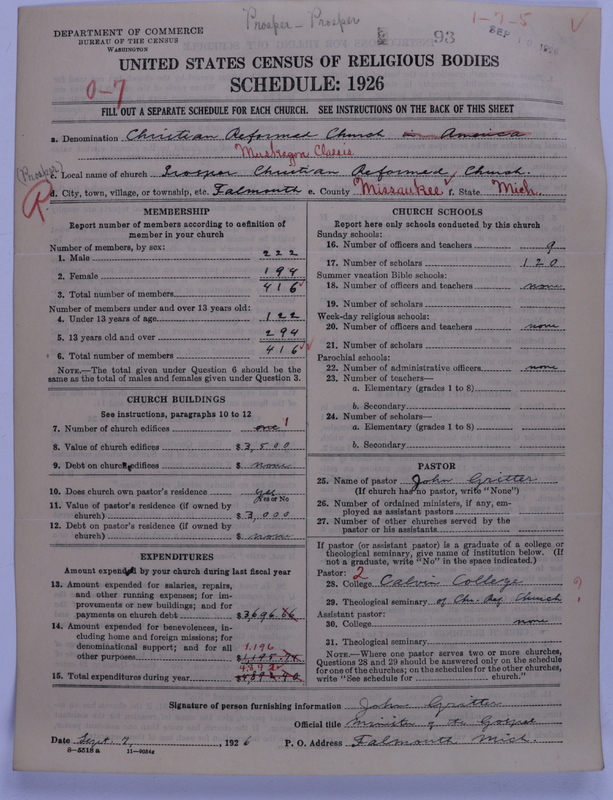 Prosper - Prosper
1-7-5
93
SEP 10 1926
DEPARTMENT OF COMMERCE
BUREAU OF THE CENSUS
WASHINGTON
UNITED STATES CENSUS OF RELIGIOUS BODIES
SCHEDULE: 1926
0-7
FILL OUT A SEPARATE SCHEDULE FOR EACH CHURCH. SEE INSTRUCTIONS ON THE BACK OF THIS SHEET
a. Denomination Christian Reformed Church in America
Muskegon Classis
(Prosper)
c. Local name of church Prosper Christian Reformed Church.
R
d. City, town, village, or township, etc. Falmouth e. County Missaukee f. State Mich.
MEMBERSHIP
Report number of members according to definition of member in your church
Number of members, by sex:
1. Male 222
2. Female 194
3. Total number of members 416
Number of members under and over 13 years old:
4. Under 13 years of age 122
5. 13 years old and over 294
6. Total number of members 416
NOTE.—The total given under Question 6 should be the same as the total of males and females given under Question 3.
CHURCH BUILDINGS
See instructions, paragraphs 10 to 12
7. Number of church edifices one 1
8. Value of church edifices $3,500
9. Debt on church edifices $ none
10. Does church own pastor's residence yes
Yes or No
11. Value of pastor's residence (if owned by church) $3,000
12. Debt on pastor's residence (if owned by church) $ none
EXPENDITURES
Amount expended by your church during last fiscal year
13. Amount expended for salaries, repairs, and other running expenses; for improvements or new buildings; and for payments on church debt $3,696.
14. Amount expended for benevolences, including home and foreign missions; for denominational support; and for all other purposes 1,196
15. Total expenditures during year
CHURCH SCHOOLS
Report here only schools conducted by this church
Sunday schools:
16. Number of officers and teachers 9
17. Number of scholars 120
Summer vacation Bible schools:
18. Number of officers and teachers none
19. Number of scholars
Week-day religious schools:
20. Number of officers and teachers none
21. Number of scholars
Parochial schools:
22. Number of administrative officers none
23. Number of teachers—
a. Elementary (grades 1 to 8)
b. Secondary
24. Number of scholars—
a. Elementary (grades 1 to 8)
b. Secondary
PASTOR
25. Name of pastor John Gritter
(If church has no pastor, write "None")
26. Number of ordained ministers, if any, employed as assistant pastors
27. Number of other churches served by the pastor or his assistants
If pastor (or assistant pastor) is a graduate of a college or theological seminary, give name of institution below. (If not a graduate, write "No" in the space indicated.)
Pastor: 2
28. College Calvin College
29. Theological seminary of Chr. Ref. Church
?
Assistant pastor:
30. College none
31. Theological seminary
NOTE.—Where one pastor serves two or more churches, Questions 28 and 29 should be answered only on the schedule for one of the churches; on the schedules for the other churches, write "See schedule for ........ church."
Signature of person furnishing information John Gritter
Official title Minister of the Gospel
Date Sept. 7, 1926 P. O. Address Falmouth Mich.
8-5518a 11-9034a